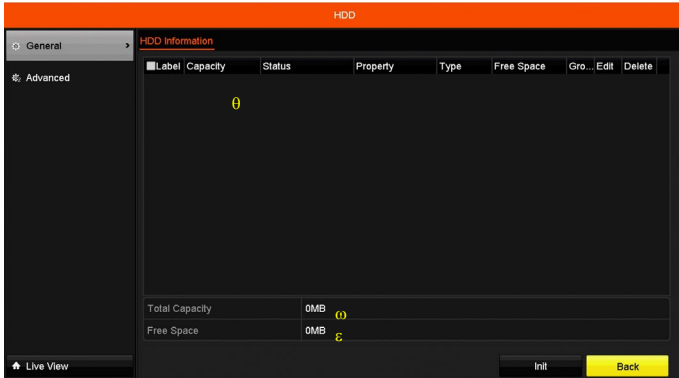 HDD
General
HDD Information
Advanced
Label Capacity Status Property Type Free Space Gro... Edit Delete
θ
Total Capacity 0MB ω
Free Space 0MB ε
Live View Init Back